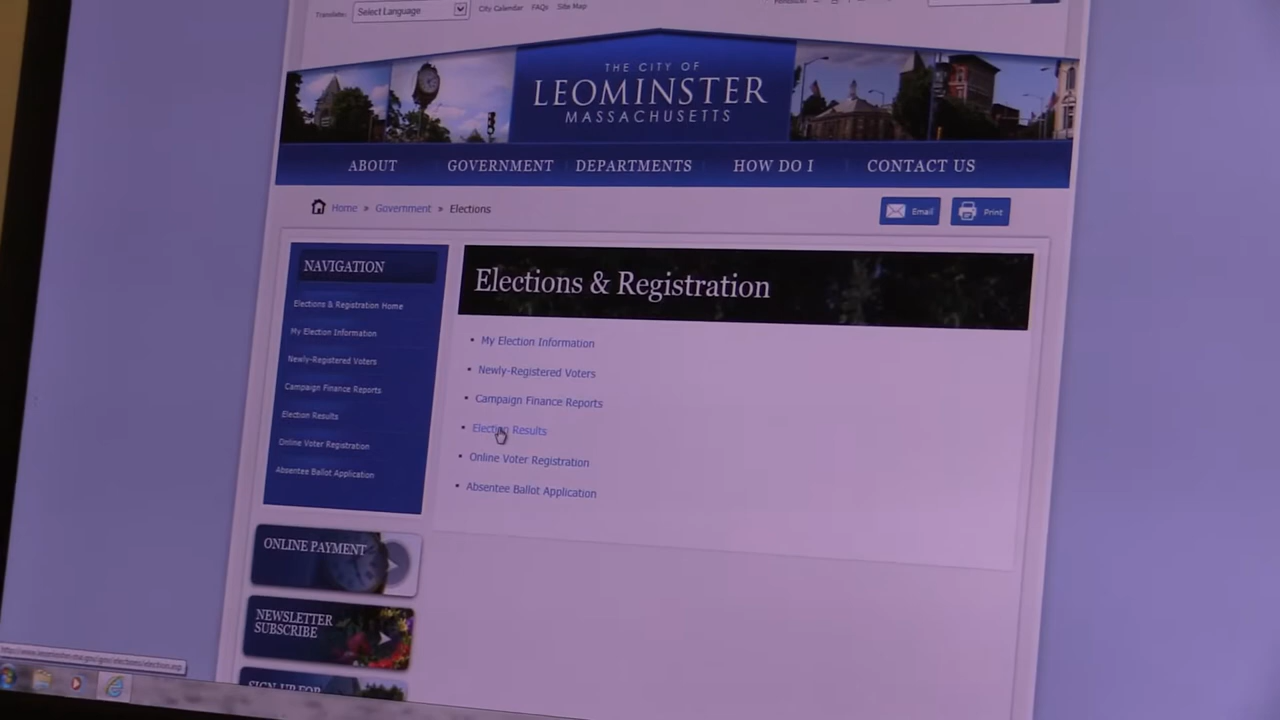 Translate:
Select Language
City Calendar FAQs Site Map
THE CITY OF
LEOMINSTER
MASSACHUSETTS
ABOUT GOVERNMENT DEPARTMENTS HOW DO I CONTACT US
Home » Government » Elections
Email Print
NAVIGATION
Elections & Registration Home
My Election Information
Newly-Registered Voters
Campaign Finance Reports
Election Results
Online Voter Registration
Absentee Ballot Application
Elections & Registration
• My Election Information
• Newly-Registered Voters
• Campaign Finance Reports
• Election Results
• Online Voter Registration
• Absentee Ballot Application
ONLINE PAYMENT
NEWSLETTER
SUBSCRIBE
SIGN UP FOR